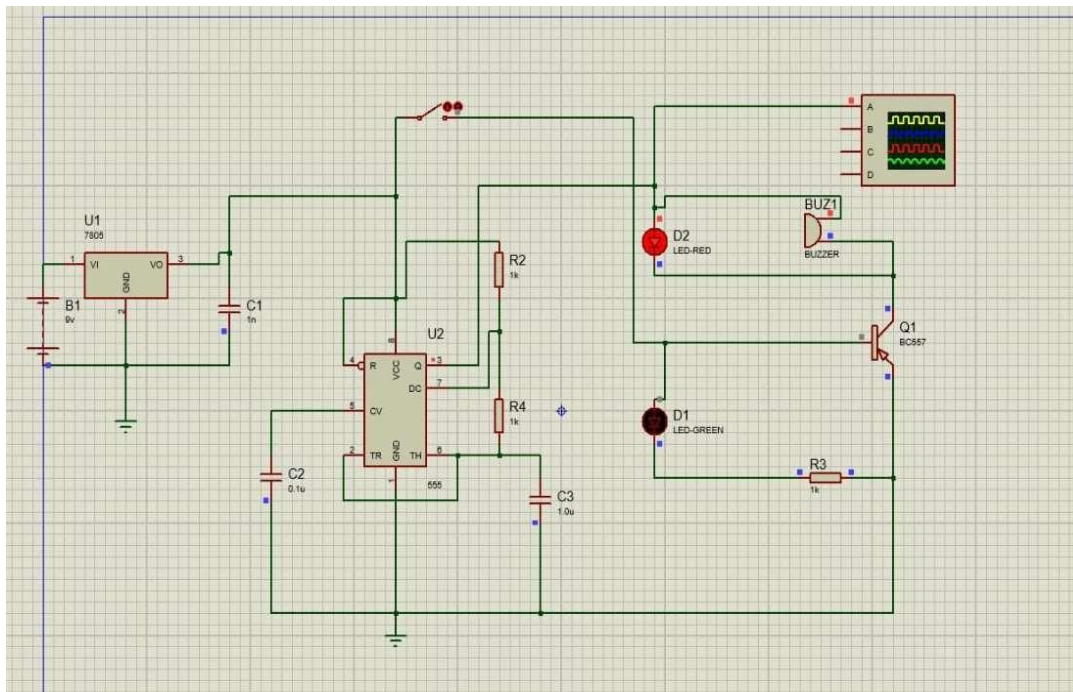 A
B
C
D
BUZ1
BUZZER
U1
7805
1
VI
VO
3
GND
2
B1
9v
C1
1n
D2
LED-RED
R2
1k
U2
8
VCC
4
R
Q
3
DC
7
5
CV
2
TR
GND
TH
6
1
555
Q1
BC557
R4
1k
D1
LED-GREEN
C2
0.1u
C3
1.0u
R3
1k